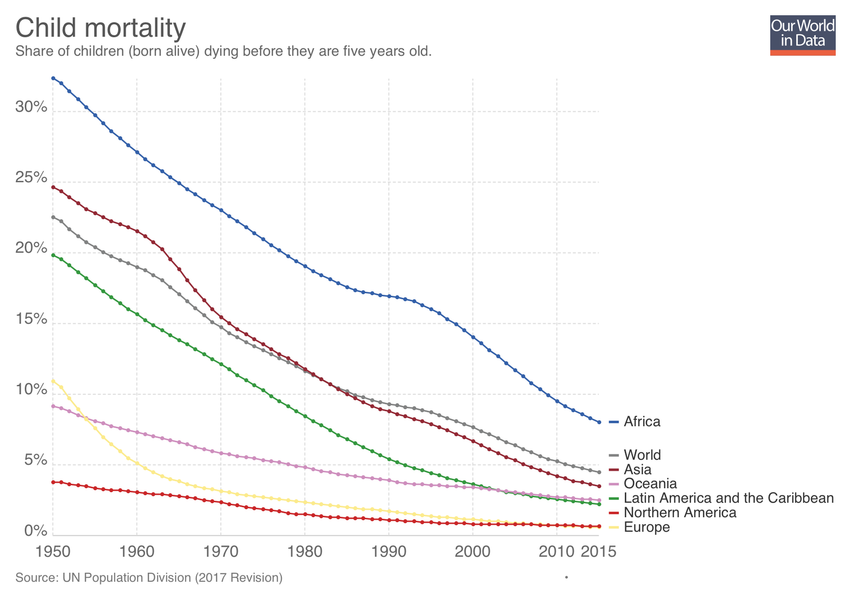 Child mortality
Share of children (born alive) dying before they are five years old.
Our World
in Data
30%
25%
20%
15%
10%
5%
0%
1950 1960 1970 1980 1990 2000 2010 2015
Africa
World
Asia
Oceania
Latin America and the Caribbean
Northern America
Europe
Source: UN Population Division (2017 Revision)